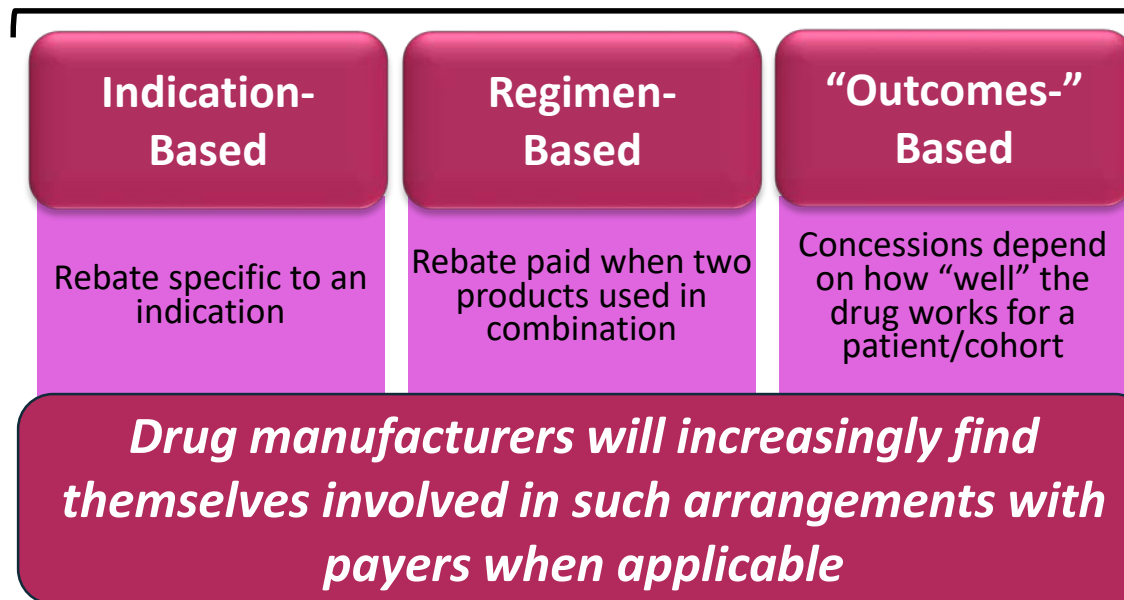 Indication-
Based
Rebate specific to an
indication
Regimen-
Based
Rebate paid when two
products used in
combination
“Outcomes-”
Based
Concessions depend
on how “well” the
drug works for a
patient/cohort
Drug manufacturers will increasingly find
themselves involved in such arrangements with
payers when applicable